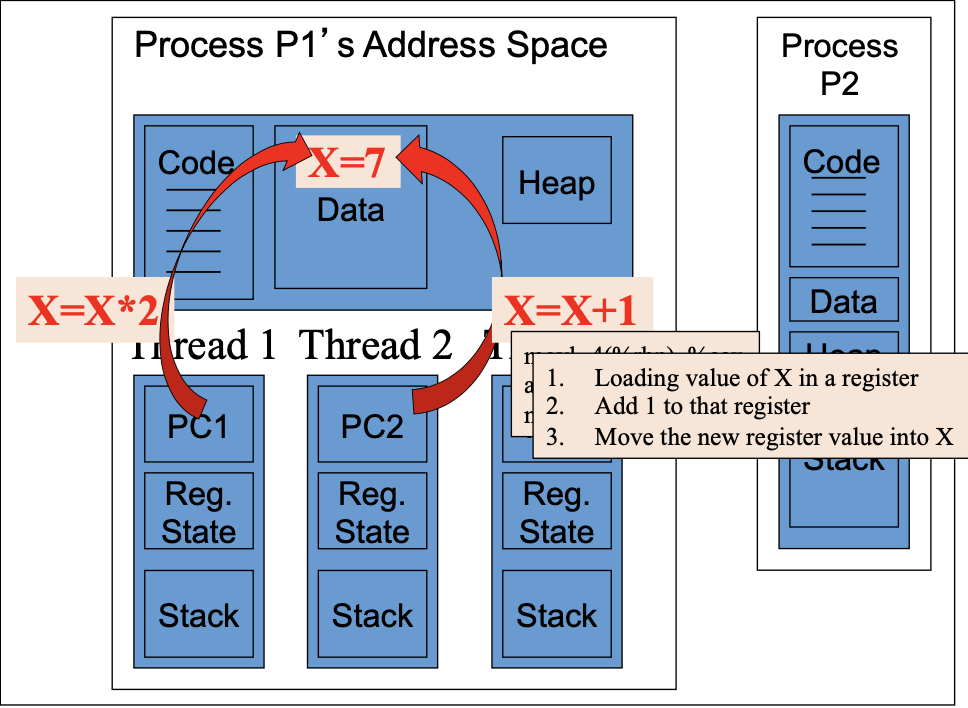 Process P1’s Address Space
Process
P2
Code
X=7
Data
Heap
Code
Data
X=X*2
X=X+1
Thread 1
Thread 2
1. Loading value of X in a register
2. Add 1 to that register
3. Move the new register value into X
Stack
PC1
PC2
Reg.
State
Reg.
State
Reg.
State
Stack
Stack
Stack